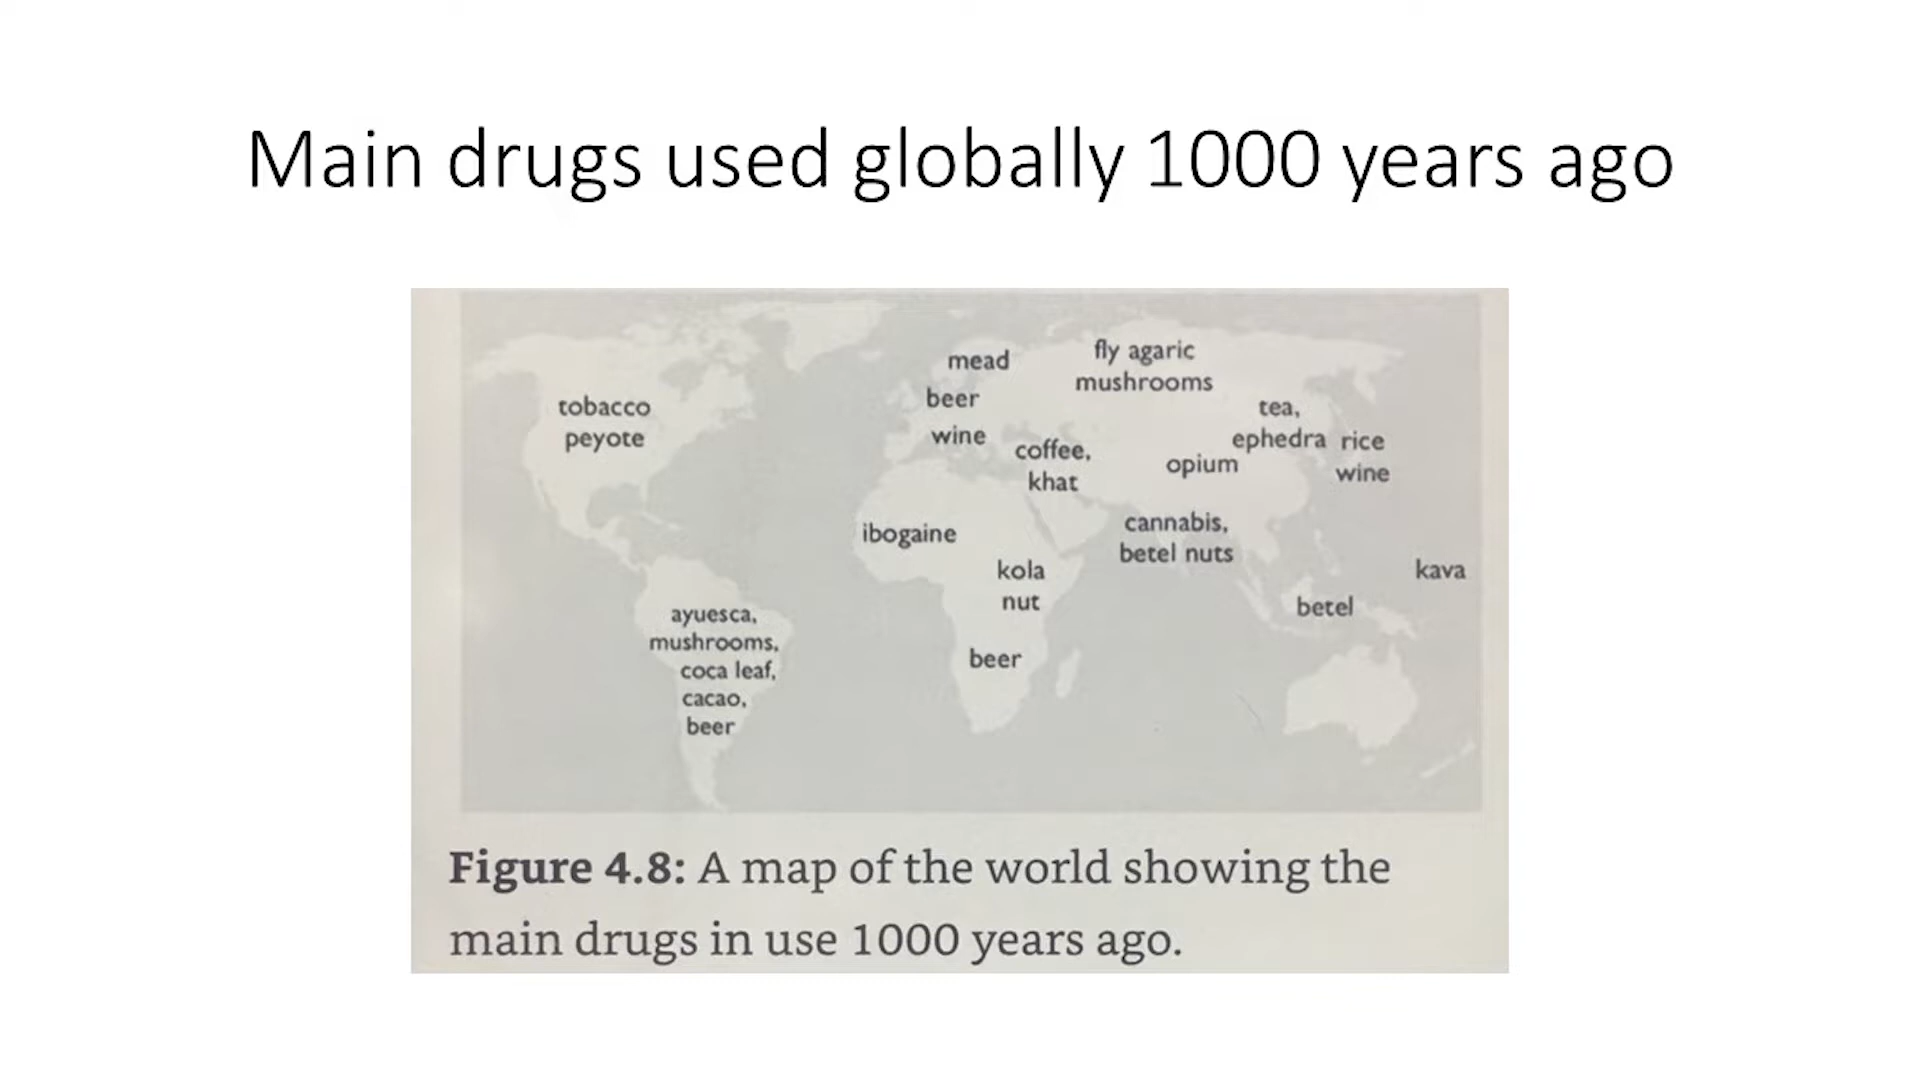 Main drugs used globally 1000 years ago
tobacco
peyote
ayuesca,
mushrooms,
coca leaf,
cacao,
beer
mead
beer
wine
coffee,
khat
ibogaine
kola
nut
beer
fly agaric
mushrooms
tea,
ephedra
rice
wine
opium
cannabis,
betel nuts
betel
kava
Figure 4.8: A map of the world showing the
main drugs in use 1000 years ago.